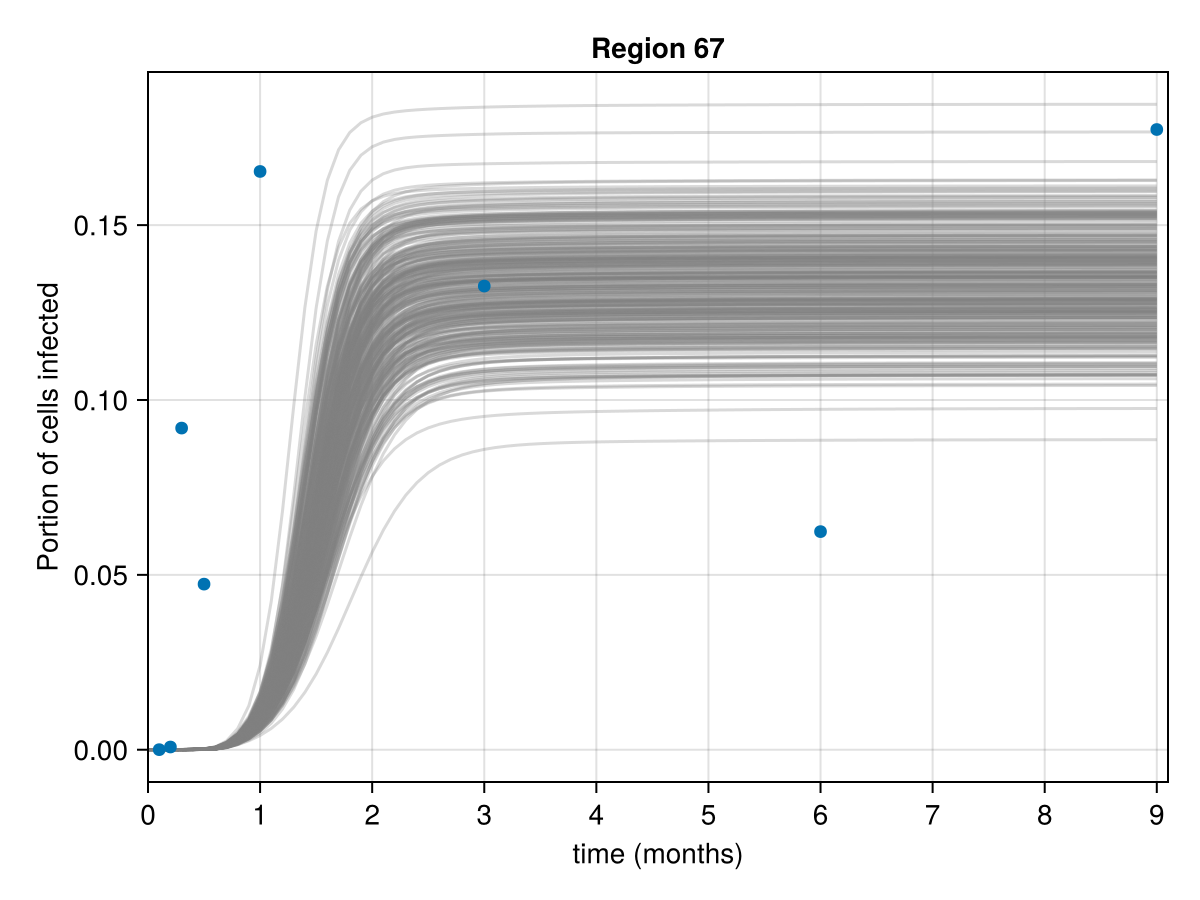 Region 67
Portion of cells infected
0.15
0.10
0.05
0.00
0 1 2 3 4 5 6 7 8 9
time (months)